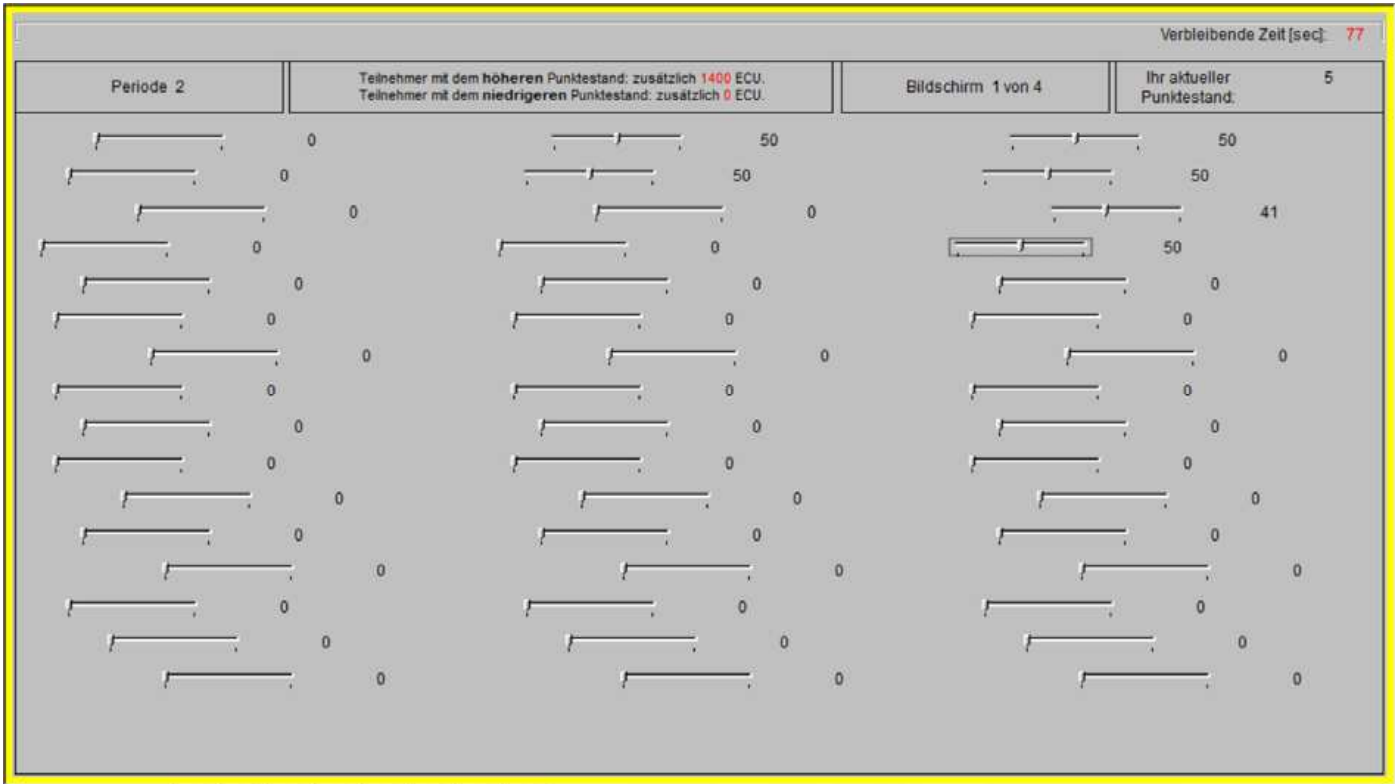 Verbleibende Zeit [sec]: 77
Periode 2
Teilnehmer mit dem höheren Punktestand: zusätzlich 1400 ECU.
Teilnehmer mit dem niedrigeren Punktestand: zusätzlich 0 ECU.
Bildschirm 1 von 4
Ihr aktueller Punktestand: 5
0 50 50
0 50 50
0 0 41
0 0 50
0 0 0
0 0 0
0 0 0
0 0 0
0 0 0
0 0 0
0 0 0
0 0 0
0 0 0
0 0 0
0 0 0
0 0 0